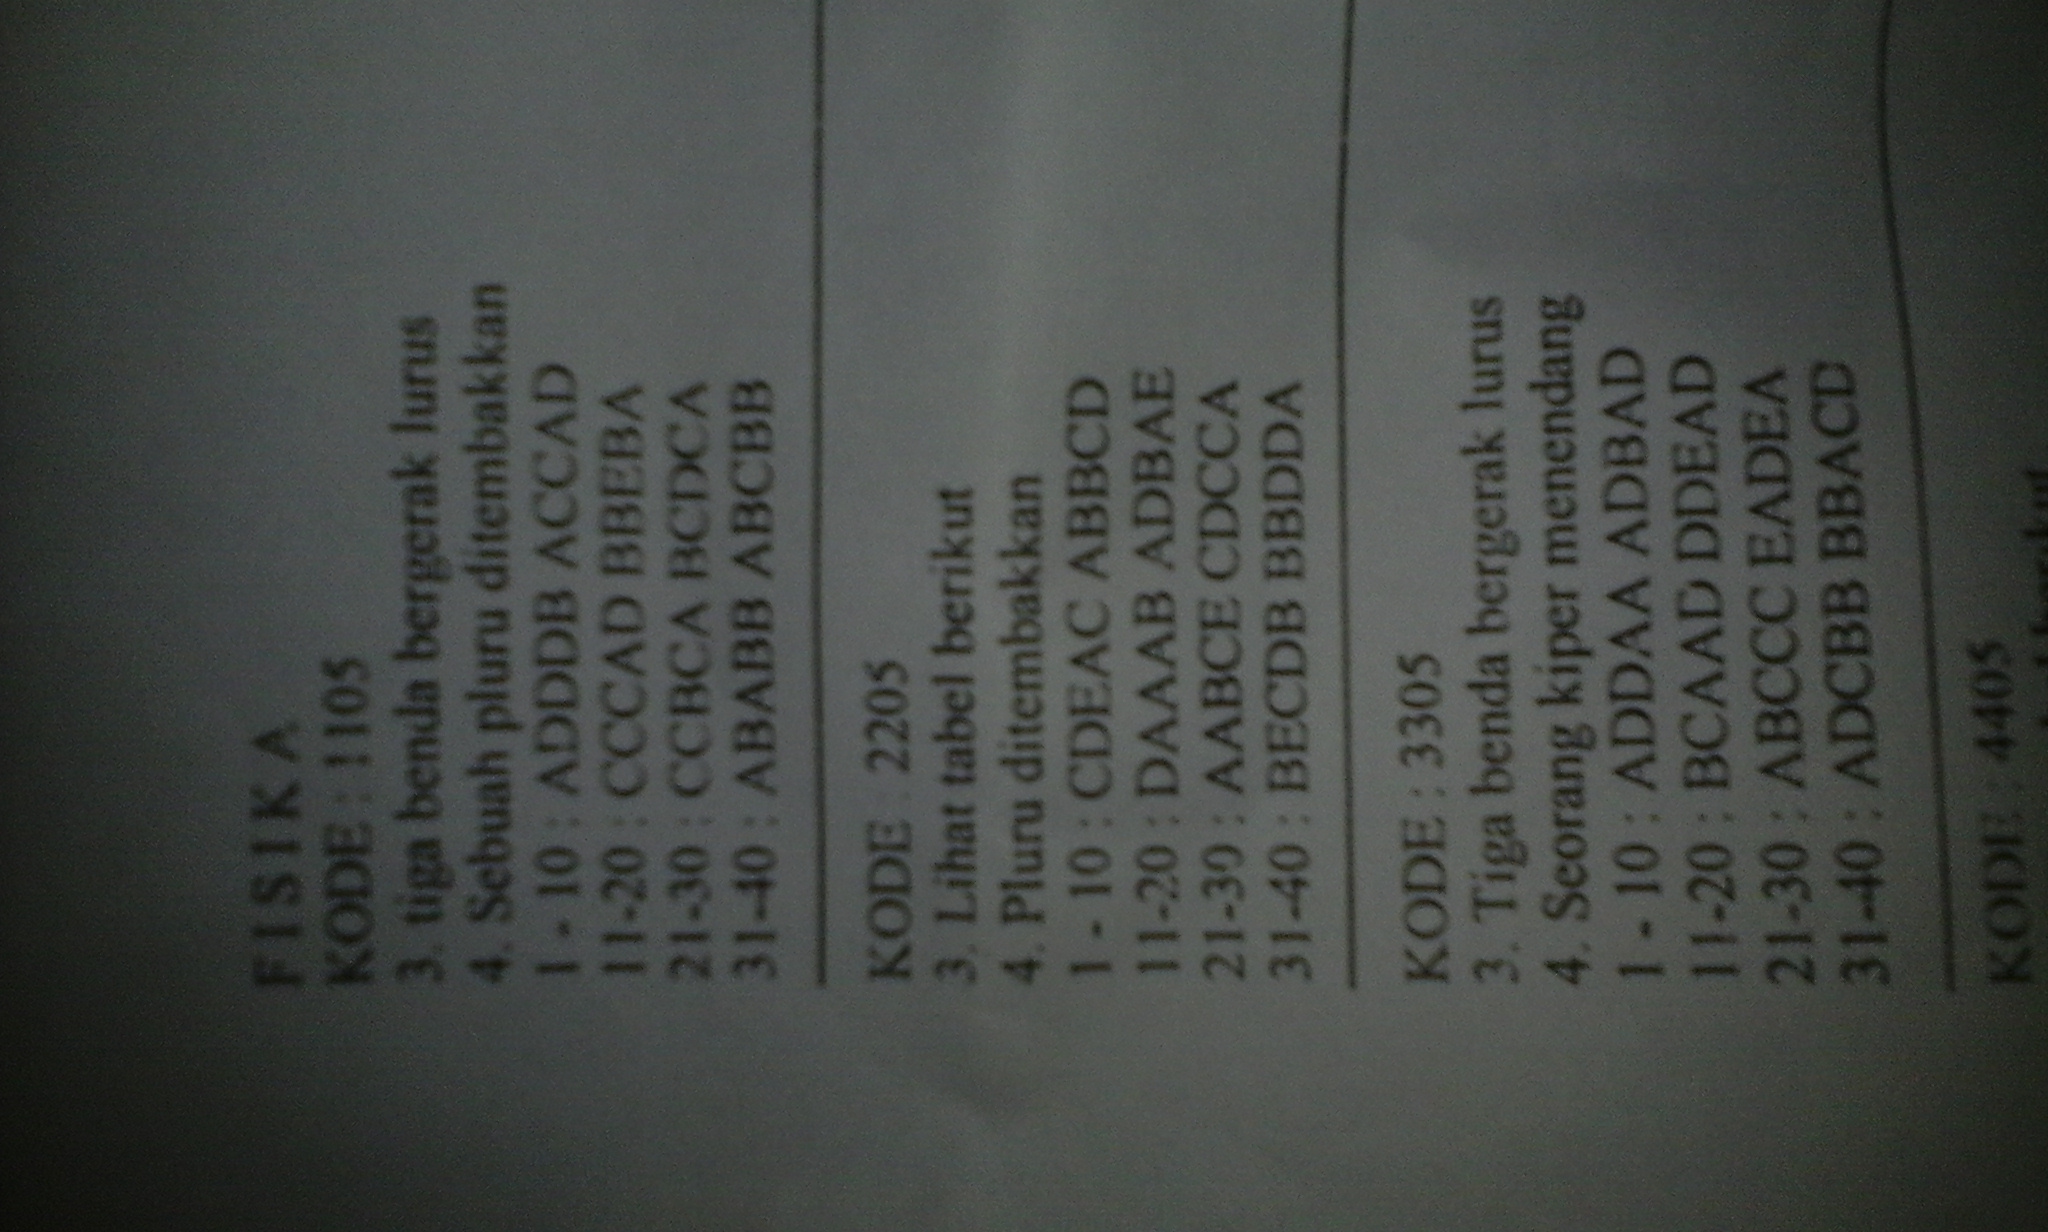 FISIKA
KODE : 1105
3. tiga benda bergerak lurus
4. Sebuah pluru ditembakkan
1 - 10 : ADDDB ACCAD
11-20 : CCCAD BBEBA
21-30 : CCBCA BCDCA
31-40 : ABABB ABCBB
KODE : 2205
3. Lihat tabel berikut
4. Pluru ditembakkan
1 - 10 : CDEAC ABBCD
11-20 : DAAAB ADBAE
21-30 : AABCE CDCCA
31-40 : BECDB BBDDA
KODE : 3305
3. Tiga benda bergerak lurus
4. Seorang kiper menendang
1 - 10 : ADDAA ADBAD
11-20 : BCAAD DDEAD
21-30 : ABCCC EADEA
31-40 : ADCBB BBACD
KODE : 4405
berikut